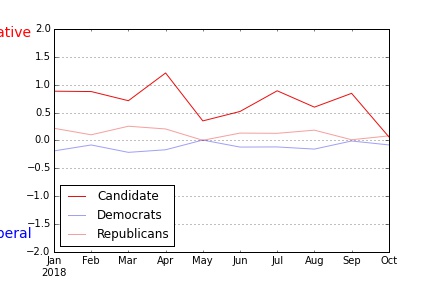 2.0
ative
1.5
1.0
0.5
0.0
−0.5
−1.0
−1.5
beral
−2.0
Candidate
Democrats
Republicans
Jan Feb Mar Apr May Jun Jul Aug Sep Oct
2018